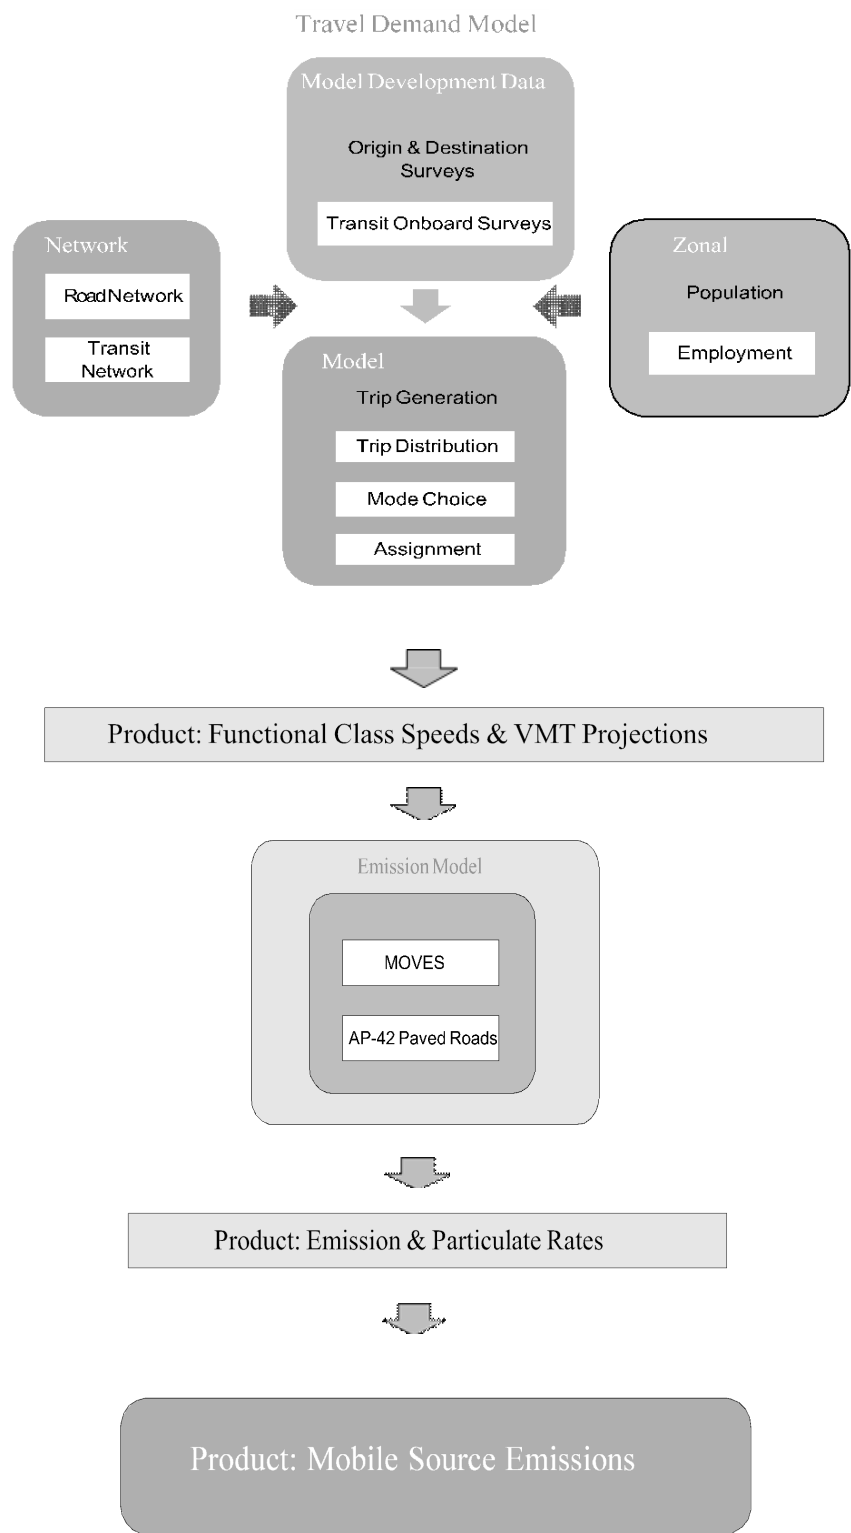 Travel Demand Model
Model Development Data
Origin & Destination
Surveys
Transit Onboard Surveys
Network
Road Network
Transit
Network
Zonal
Population
Employment
Model
Trip Generation
Trip Distribution
Mode Choice
Assignment
Product: Functional Class Speeds & VMT Projections
Emission Model
MOVES
AP-42 Paved Roads
Product: Emission & Particulate Rates
Product: Mobile Source Emissions